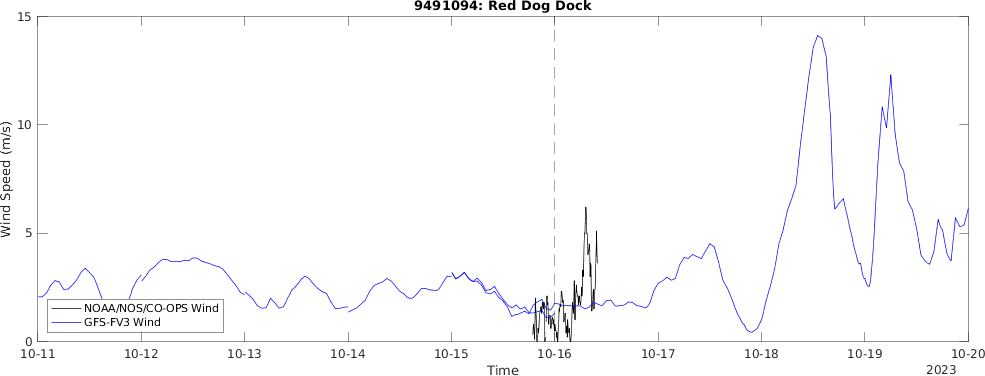 9491094: Red Dog Dock
15
10
5
0
Wind Speed (m/s)
NOAA/NOS/CO-OPS Wind
GFS-FV3 Wind
10-11 10-12 10-13 10-14 10-15 10-16 10-17 10-18 10-19 10-20
Time
2023